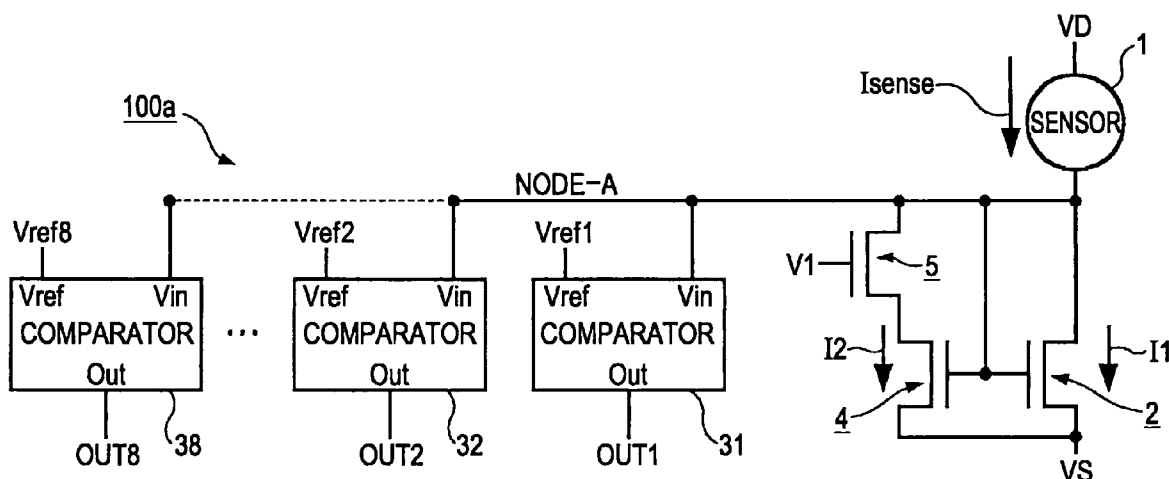 VD
1
Isense
SENSOR
100a
NODE-A
Vref8
Vref2
Vref1
V1
5
Vref Vin
COMPARATOR
Out
...
Vref Vin
COMPARATOR
Out
Vref Vin
COMPARATOR
Out
I2
I1
4
2
38
32
31
OUT8
OUT2
OUT1
VS